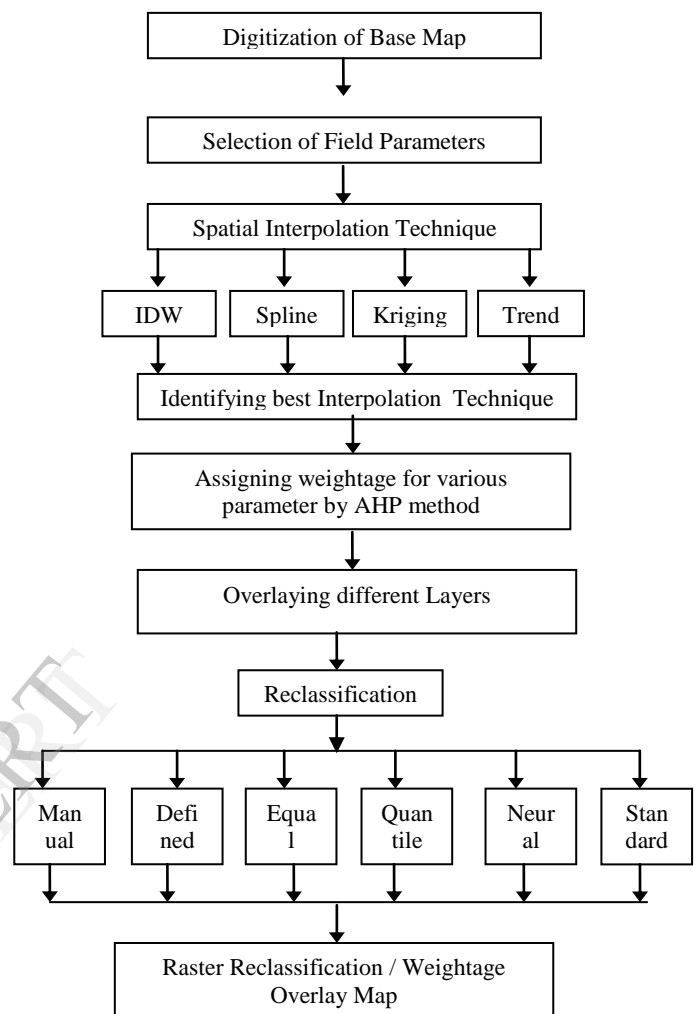 Digitization of Base Map
Selection of Field Parameters
Spatial Interpolation Technique
IDW
Spline
Kriging
Trend
Identifying best Interpolation Technique
Assigning weightage for various
parameter by AHP method
Overlaying different Layers
Reclassification
Man
ual
Defi
ned
Equa
l
Quan
tile
Neur
al
Stan
dard
Raster Reclassification / Weightage
Overlay Map